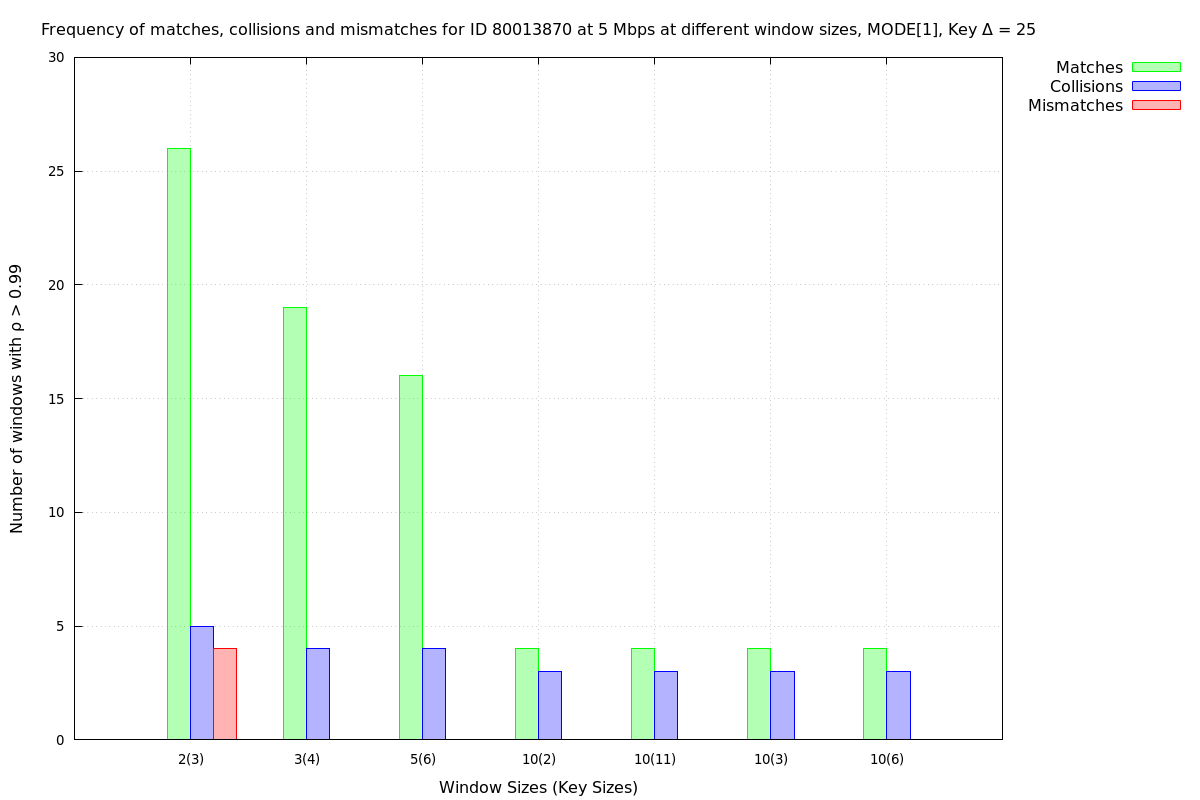 Frequency of matches, collisions and mismatches for ID 80013870 at 5 Mbps at different window sizes, MODE[1], Key Δ = 25
Matches
Collisions
Mismatches
Number of windows with ρ > 0.99
30
25
20
15
10
5
0
2(3) 3(4) 5(6) 10(2) 10(11) 10(3) 10(6)
Window Sizes (Key Sizes)